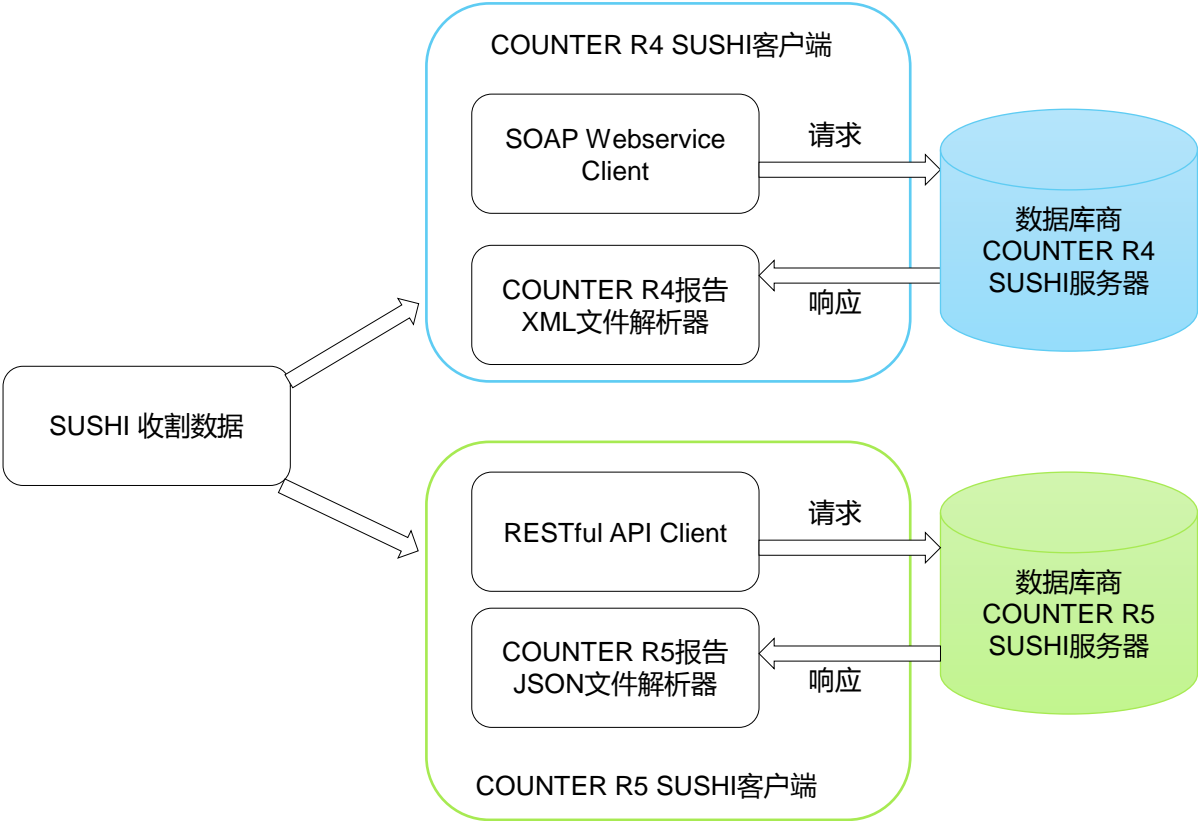 COUNTER R4 SUSHI客户端
SOAP Webservice
Client
请求
数据库商
COUNTER R4
SUSHI服务器
COUNTER R4报告
XML文件解析器
响应
SUSHI 收割数据
RESTful API Client
请求
数据库商
COUNTER R5
SUSHI服务器
COUNTER R5报告
JSON文件解析器
响应
COUNTER R5 SUSHI客户端